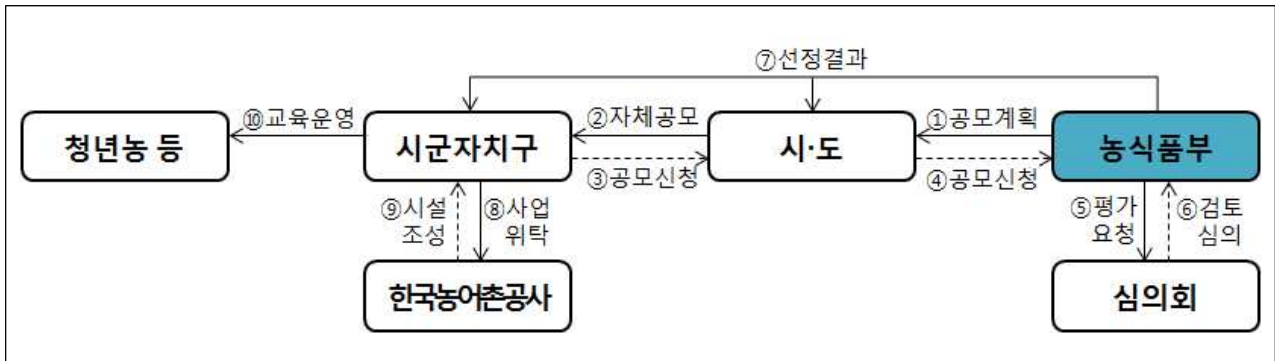 ⑦선정결과
⑩교육운영
②자체공모
①공모계획
청년농 등
시군자치구
시·도
농식품부
③공모신청
④공모신청
⑨시설
조성
⑧사업
위탁
⑤평가
요청
⑥검토
심의
한국농어촌공사
심의회